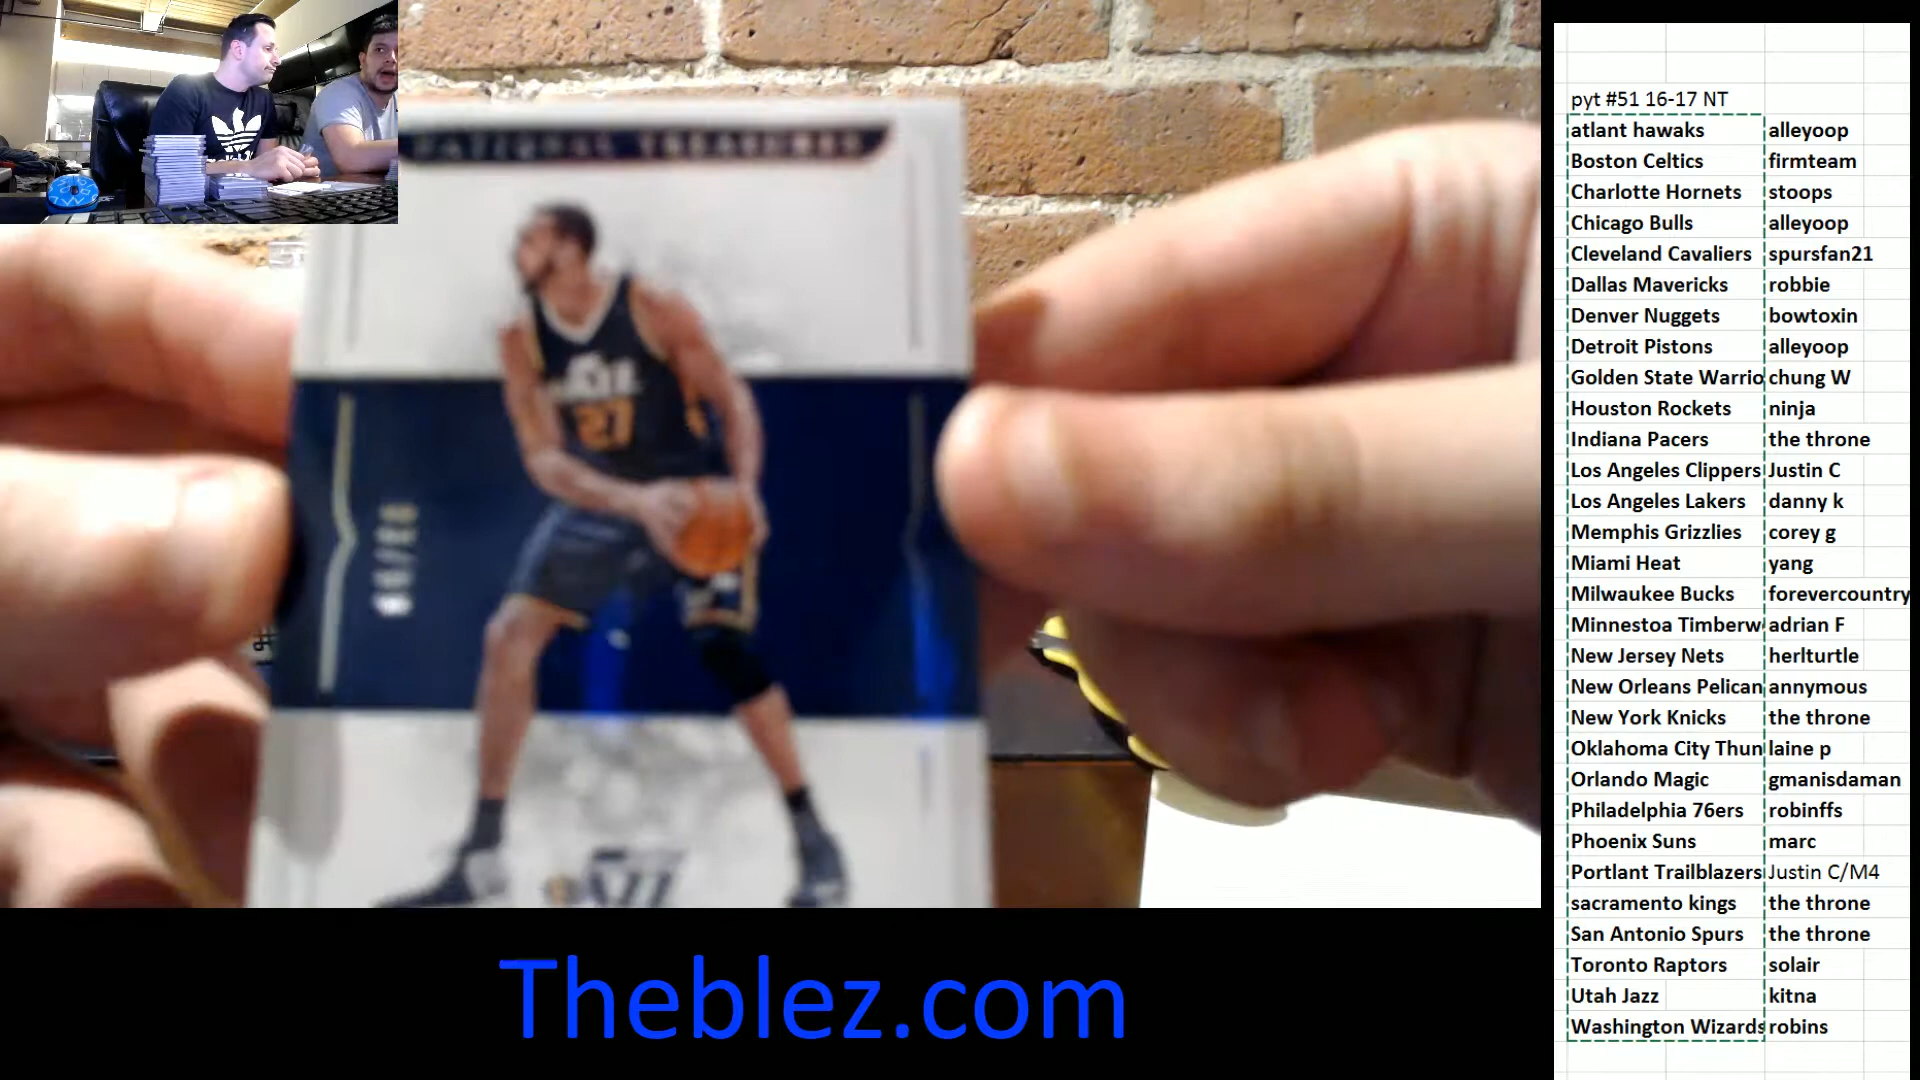 NATIONAL TREASURES
27
pyt #51 16-17 NT
atlant hawaks alleyoop
Boston Celtics firmteam
Charlotte Hornets stoops
Chicago Bulls alleyoop
Cleveland Cavaliers spursfan21
Dallas Mavericks robbie
Denver Nuggets bowtoxin
Detroit Pistons alleyoop
Golden State Warrio chung W
Houston Rockets ninja
Indiana Pacers the throne
Los Angeles Clippers Justin C
Los Angeles Lakers danny k
Memphis Grizzlies corey g
Miami Heat yang
Milwaukee Bucks forevercountry
Minnestoa Timberw adrian F
New Jersey Nets herlturtle
New Orleans Pelican annymous
New York Knicks the throne
Oklahoma City Thun laine p
Orlando Magic gmanisdaman
Philadelphia 76ers robinffs
Phoenix Suns marc
Portlant Trailblazers Justin C/M4
sacramento kings the throne
San Antonio Spurs the throne
Toronto Raptors solair
Utah Jazz kitna
Washington Wizards robins
Theblez.com